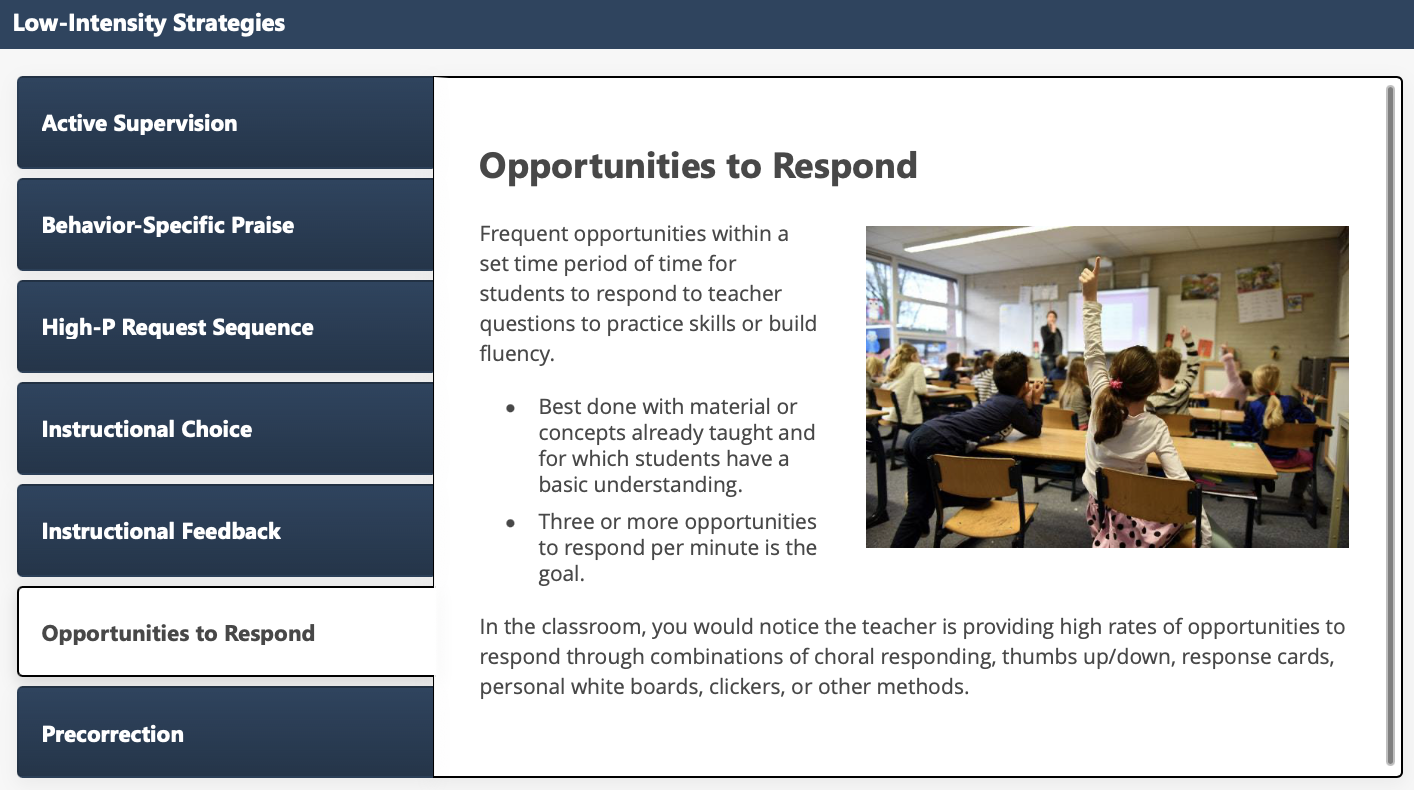 Low-Intensity Strategies
Active Supervision
Behavior-Specific Praise
High-P Request Sequence
Instructional Choice
Instructional Feedback
Opportunities to Respond
Precorrection
Opportunities to Respond
Frequent opportunities within a
set time period of time for
students to respond to teacher
questions to practice skills or build
fluency.
• Best done with material or
concepts already taught and
for which students have a
basic understanding.
• Three or more opportunities
to respond per minute is the
goal.
In the classroom, you would notice the teacher is providing high rates of opportunities to
respond through combinations of choral responding, thumbs up/down, response cards,
personal white boards, clickers, or other methods.